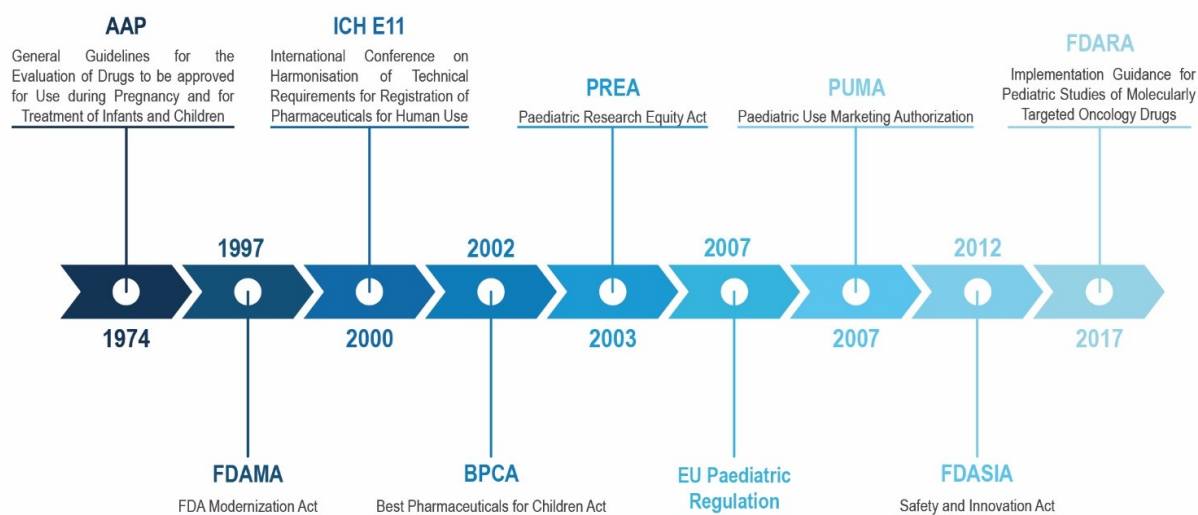 AAP
General Guidelines for the
Evaluation of Drugs to be approved
for Use during Pregnancy and for
Treatment of Infants and Children
ICH E11
International Conference on
Harmonisation of Technical
Requirements for Registration of
Pharmaceuticals for Human Use
PREA
Paediatric Research Equity Act
PUMA
Paediatric Use Marketing Authorization
FDARA
Implementation Guidance for
Pediatric Studies of Molecularly
Targeted Oncology Drugs
1997
2002
2007
2012
1974
2000
2003
2007
2017
FDAMA
FDA Modernization Act
BPCA
Best Pharmaceuticals for Children Act
EU Paediatric
Regulation
FDASIA
Safety and Innovation Act